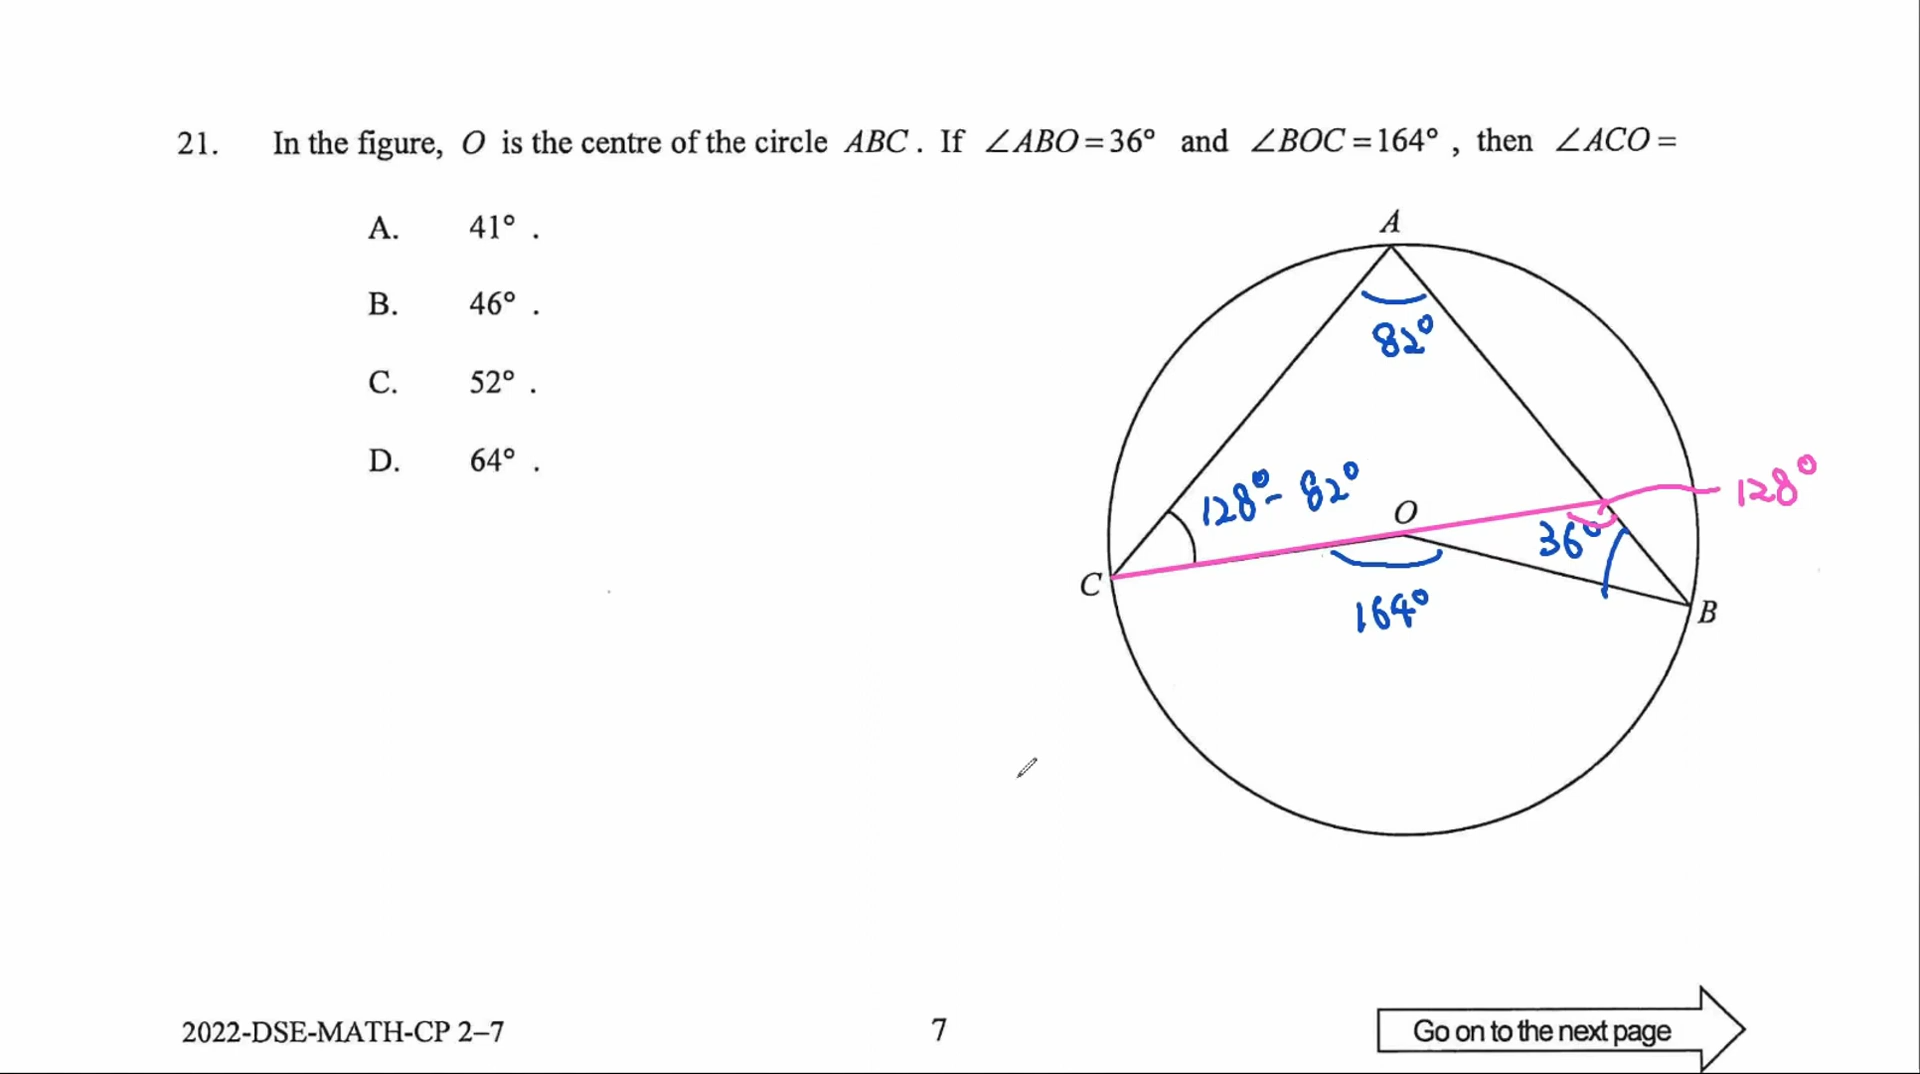 21. In the figure, O is the centre of the circle ABC. If ∠ABO=36° and ∠BOC=164°, then ∠ACO=
A. 41°.
B. 46°.
C. 52°.
D. 64°.
A
82°
128°- 82°
128°
O
36°
C
164°
B
2022-DSE-MATH-CP 2–7
7
Go on to the next page